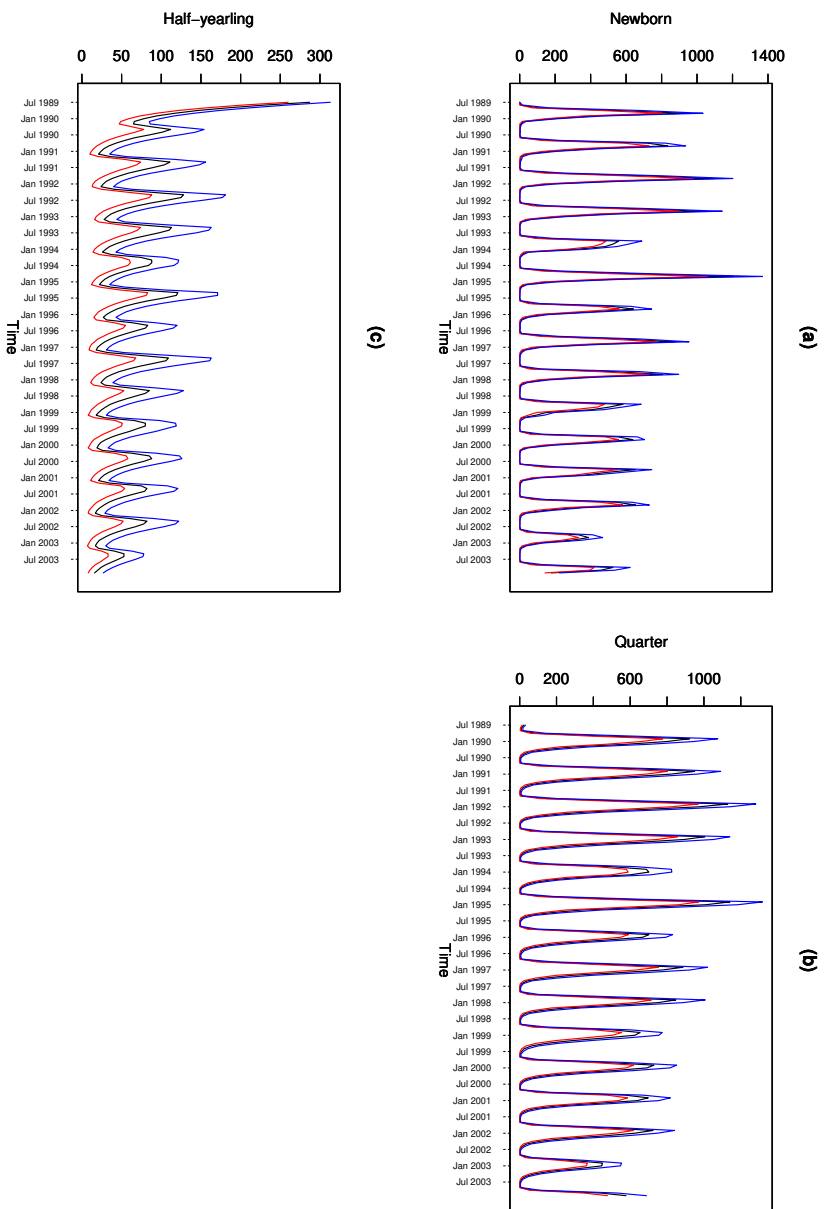 (a)
Newborn
0 200 600 1000 1400
Jul 1989
Jan 1990
Jul 1990
Jan 1991
Jul 1991
Jan 1992
Jul 1992
Jan 1993
Jul 1993
Jan 1994
Jul 1994
Jan 1995
Jul 1995
Jan 1996
Jul 1996
Jan 1997
Jul 1997
Jan 1998
Jul 1998
Jan 1999
Jul 1999
Jan 2000
Jul 2000
Jan 2001
Jul 2001
Jan 2002
Jul 2002
Jan 2003
Jul 2003
Time
(b)
Quarter
0 200 600 1000
Jul 1989
Jan 1990
Jul 1990
Jan 1991
Jul 1991
Jan 1992
Jul 1992
Jan 1993
Jul 1993
Jan 1994
Jul 1994
Jan 1995
Jul 1995
Jan 1996
Jul 1996
Jan 1997
Jul 1997
Jan 1998
Jul 1998
Jan 1999
Jul 1999
Jan 2000
Jul 2000
Jan 2001
Jul 2001
Jan 2002
Jul 2002
Jan 2003
Jul 2003
Time
(c)
Half−yearling
0 50 100 150 200 250 300
Jul 1989
Jan 1990
Jul 1990
Jan 1991
Jul 1991
Jan 1992
Jul 1992
Jan 1993
Jul 1993
Jan 1994
Jul 1994
Jan 1995
Jul 1995
Jan 1996
Jul 1996
Jan 1997
Jul 1997
Jan 1998
Jul 1998
Jan 1999
Jul 1999
Jan 2000
Jul 2000
Jan 2001
Jul 2001
Jan 2002
Jul 2002
Jan 2003
Jul 2003
Time